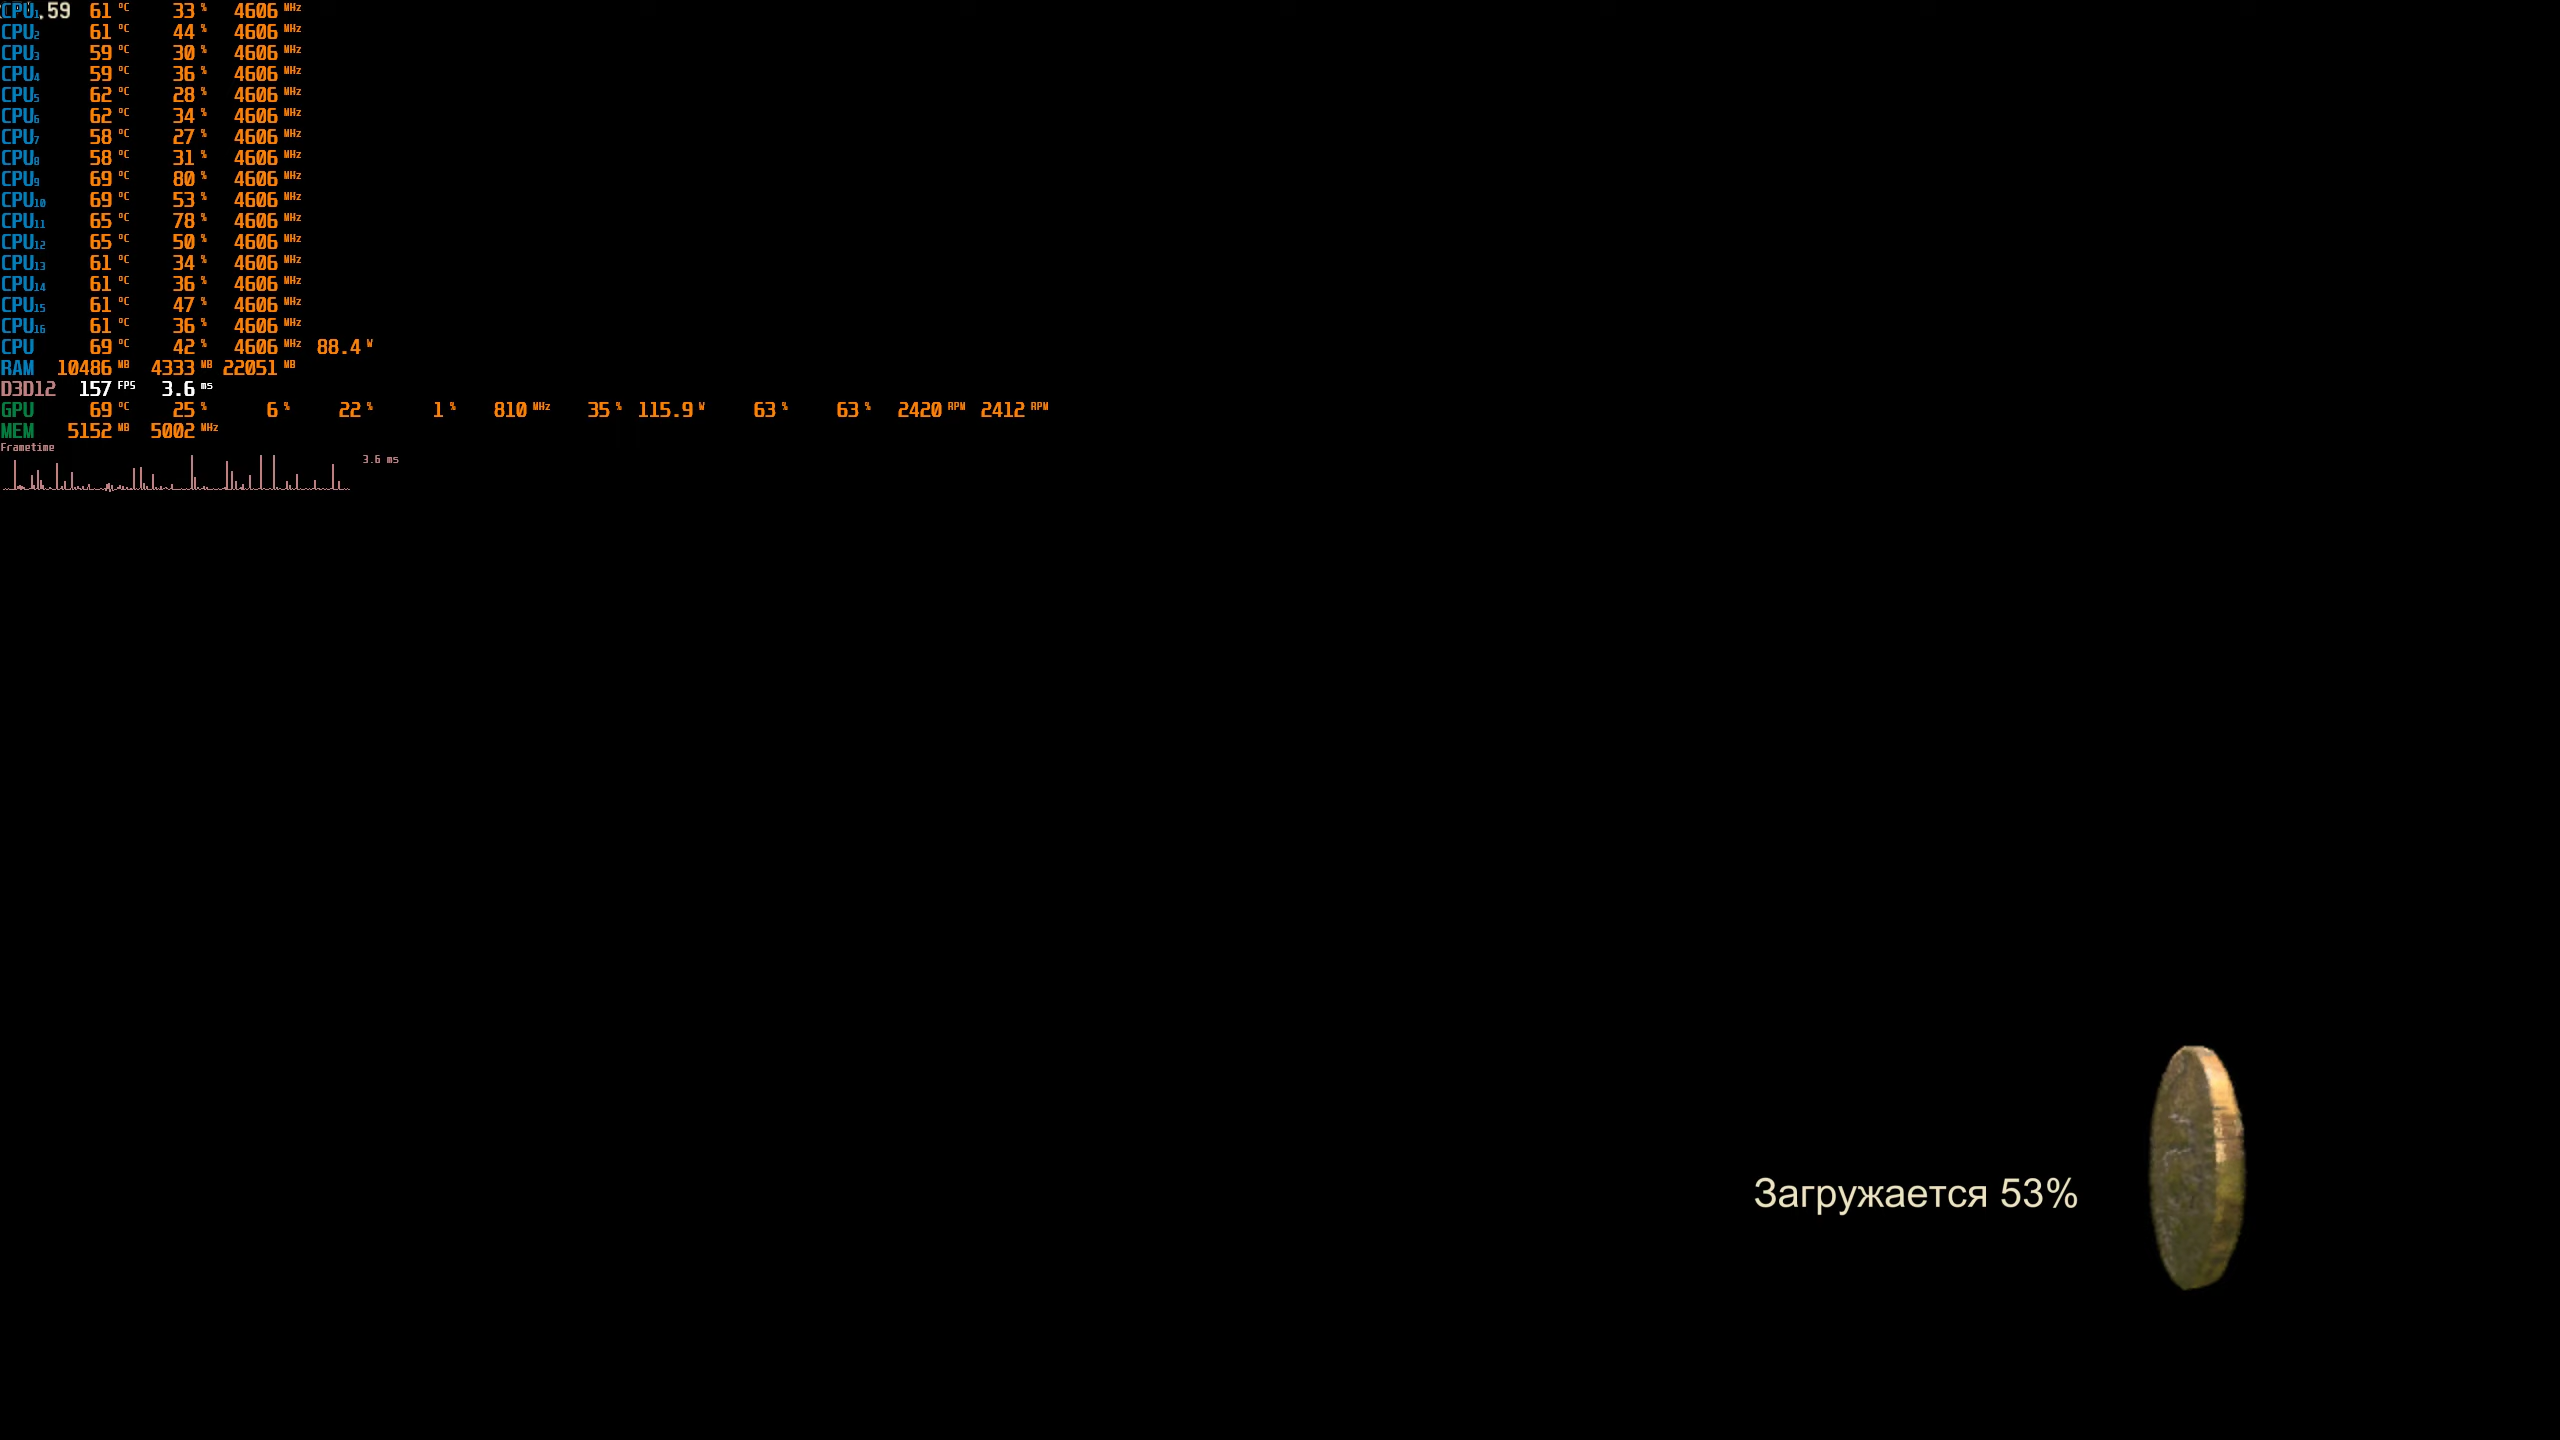 .59
CPU1 61 °C 33 % 4606 MHz
CPU2 61 °C 44 % 4606 MHz
CPU3 59 °C 30 % 4606 MHz
CPU4 59 °C 36 % 4606 MHz
CPU5 62 °C 28 % 4606 MHz
CPU6 62 °C 34 % 4606 MHz
CPU7 58 °C 27 % 4606 MHz
CPU8 58 °C 31 % 4606 MHz
CPU9 69 °C 80 % 4606 MHz
CPU10 69 °C 53 % 4606 MHz
CPU11 65 °C 78 % 4606 MHz
CPU12 65 °C 50 % 4606 MHz
CPU13 61 °C 34 % 4606 MHz
CPU14 61 °C 36 % 4606 MHz
CPU15 61 °C 47 % 4606 MHz
CPU16 61 °C 36 % 4606 MHz
CPU 69 °C 42 % 4606 MHz 88.4 W
RAM 10486 MB 4333 MB 22051 MB
D3D12 157 FPS 3.6 ms
GPU 69 °C 25 % 6 % 22 % 1 % 810 MHz 35 % 115.9 W 63 % 63 % 2420 RPM 2412 RPM
MEM 5152 MB 5002 MHz
Frametime
3.6 ms
Загружается 53%